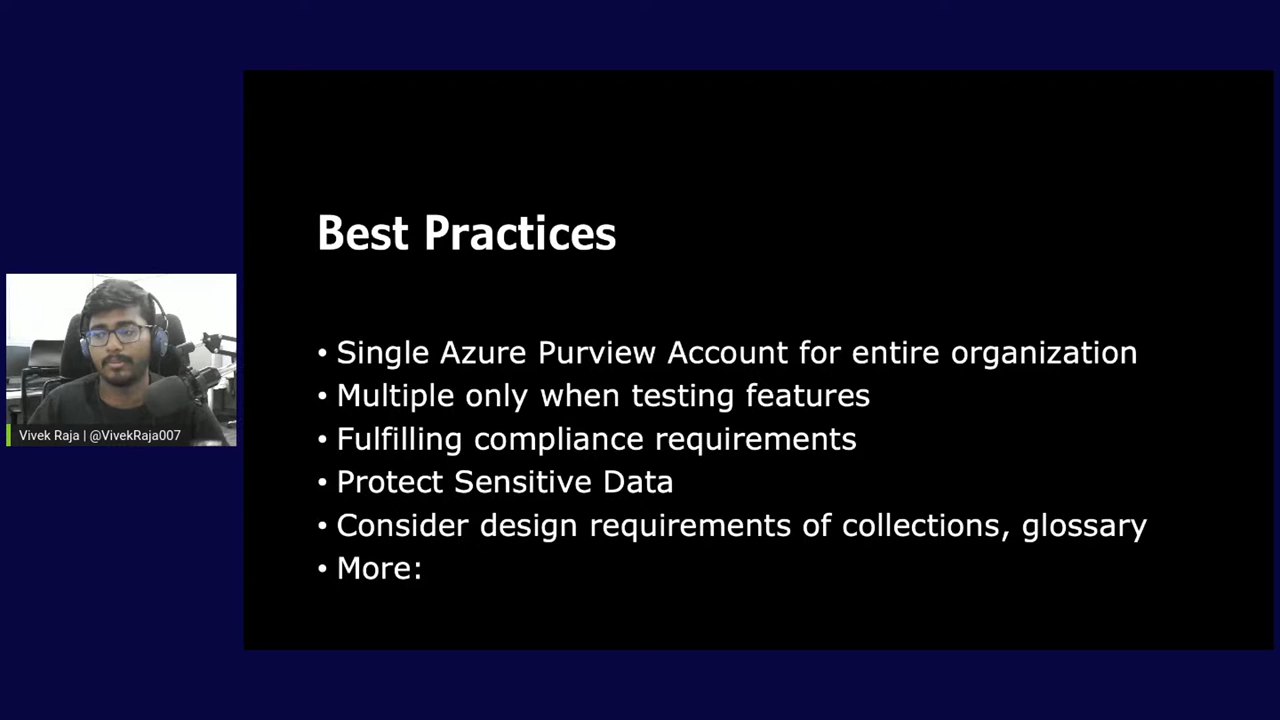 Best Practices
• Single Azure Purview Account for entire organization
• Multiple only when testing features
• Fulfilling compliance requirements
• Protect Sensitive Data
• Consider design requirements of collections, glossary
• More:
Vivek Raja | @VivekRaja007